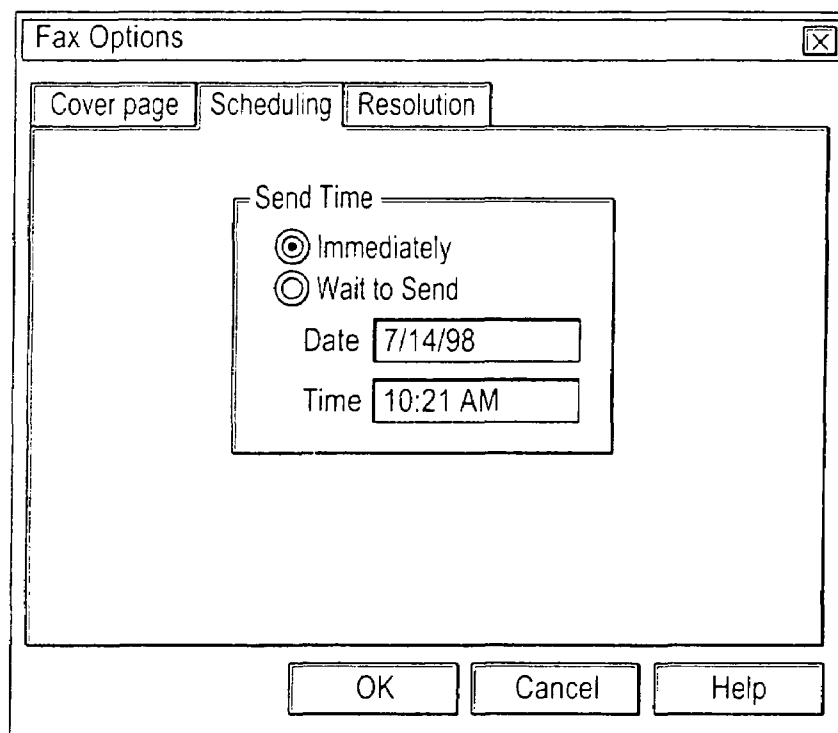 Fax Options
Cover page Scheduling Resolution
Send Time
Immediately
Wait to Send
Date 7/14/98
Time 10:21 AM
OK Cancel Help